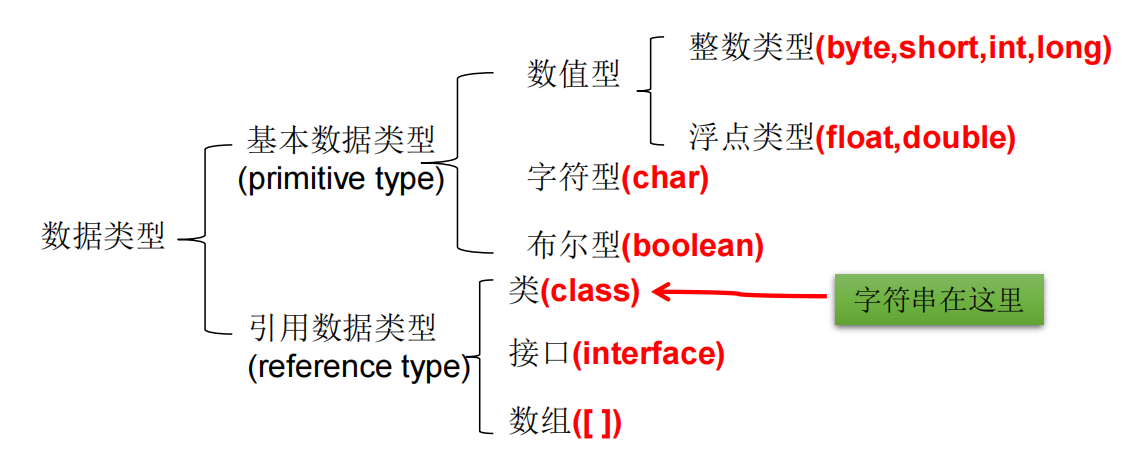 整数类型(byte,short,int,long)
数值型
浮点类型(float,double)
基本数据类型
(primitive type)
字符型(char)
布尔型(boolean)
数据类型
类(class)
字符串在这里
引用数据类型
(reference type)
接口(interface)
数组([ ])